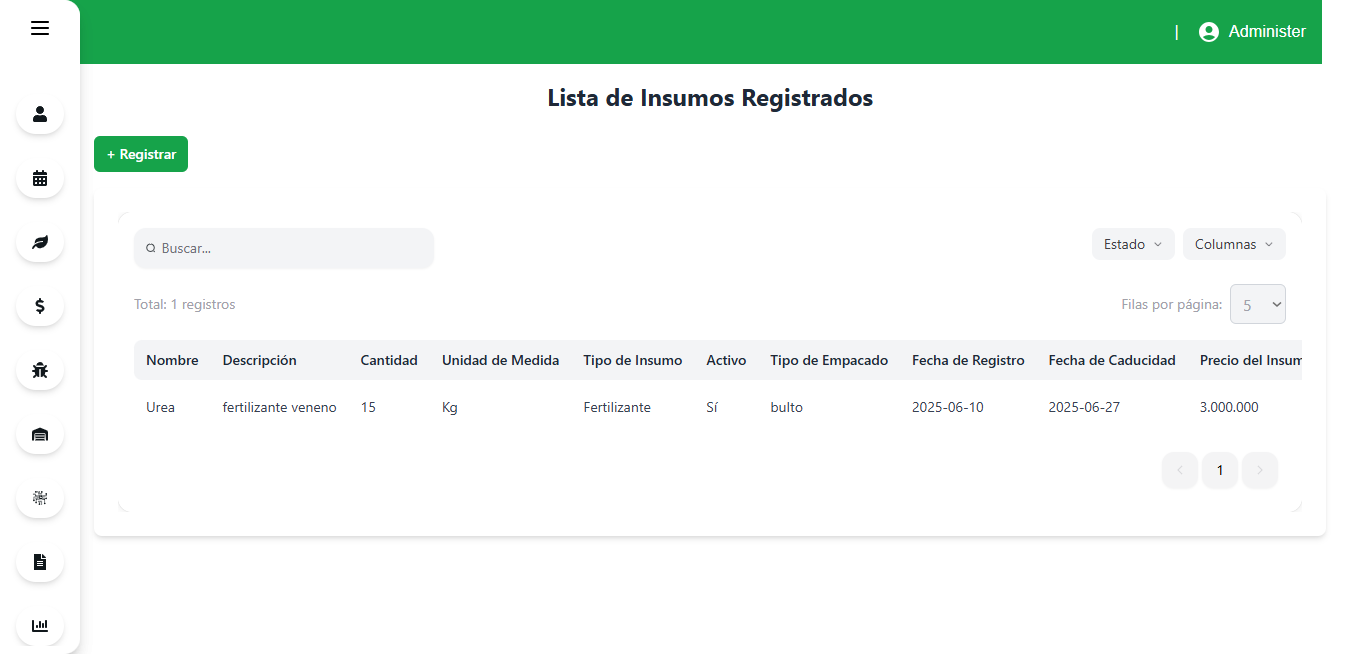 | Administer
Lista de Insumos Registrados
+ Registrar
Buscar...
Estado
Columnas
Total: 1 registros
Filas por página: 5
Nombre Descripción Cantidad Unidad de Medida Tipo de Insumo Activo Tipo de Empacado Fecha de Registro Fecha de Caducidad Precio del Insum
Urea fertilizante veneno 15 Kg Fertilizante Sí bulto 2025-06-10 2025-06-27 3.000.000
1